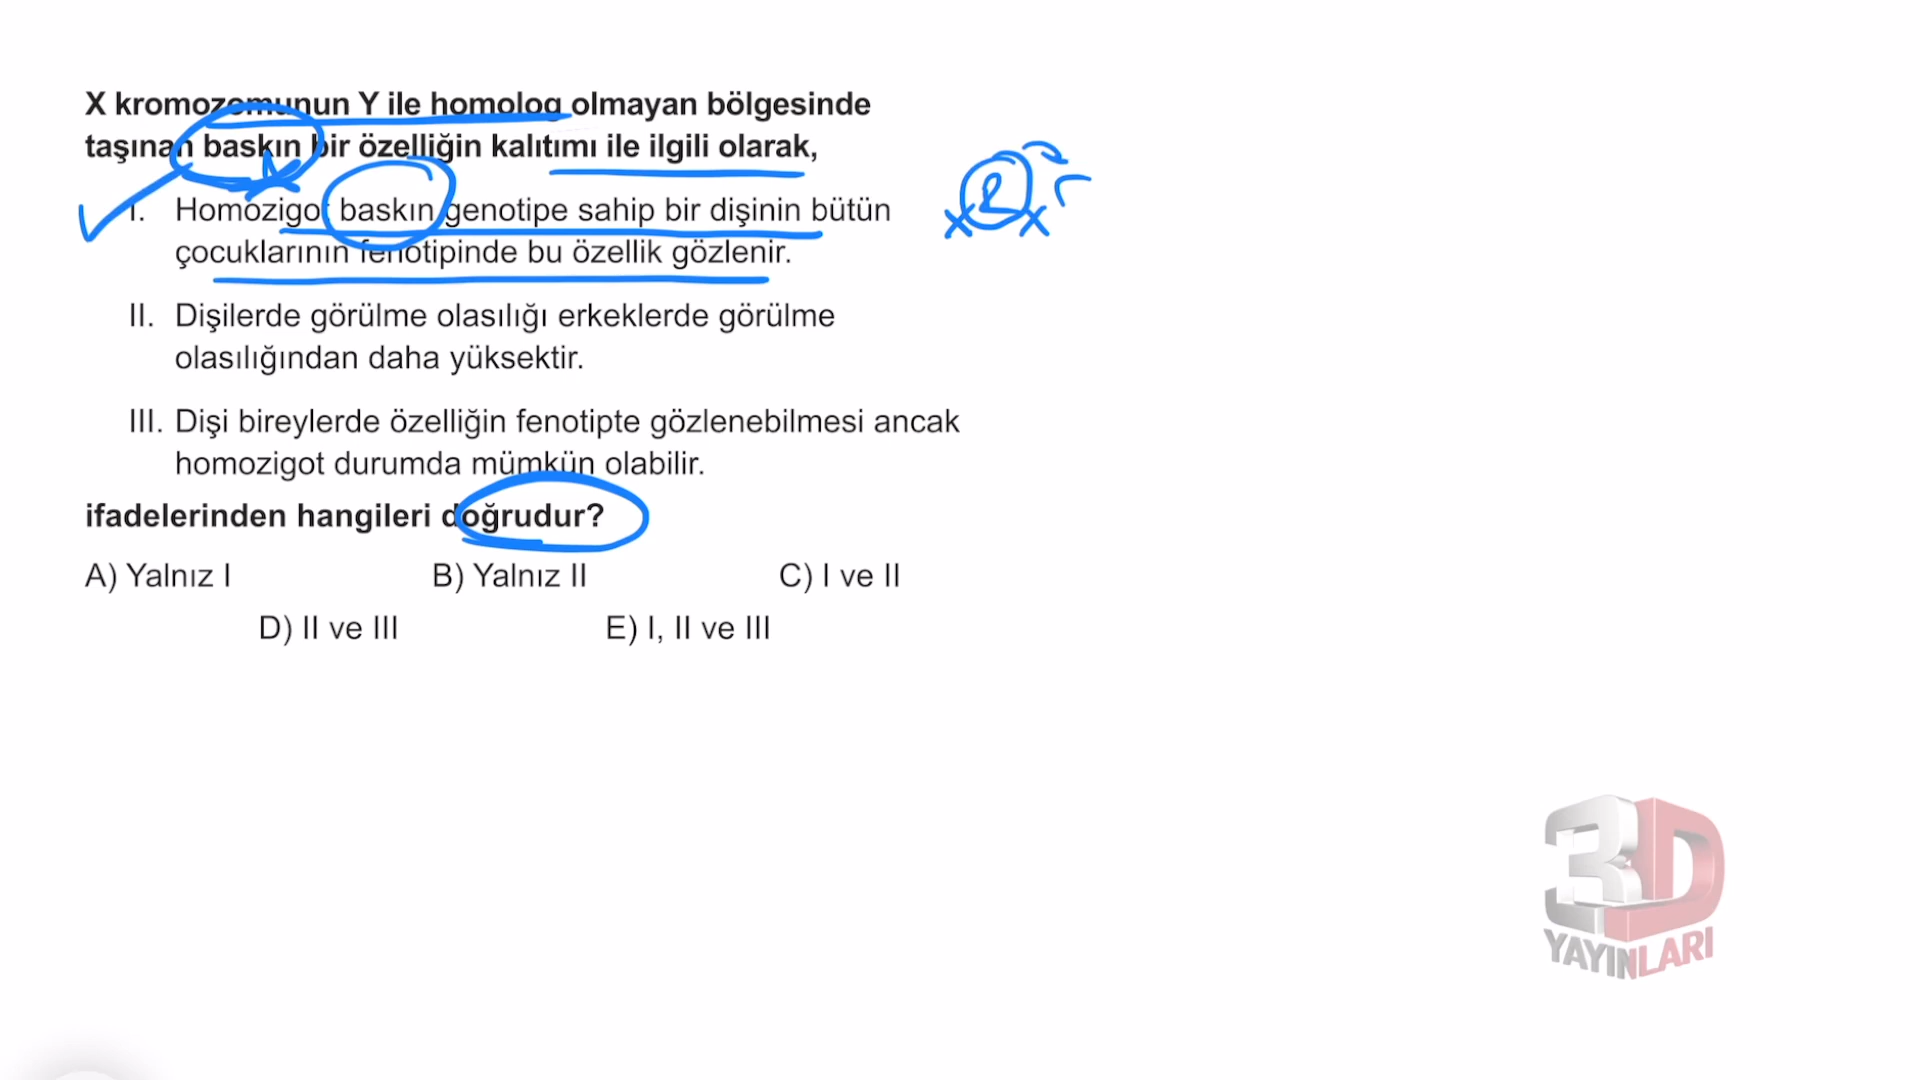 X kromozomunun Y ile homolog olmayan bölgesinde
taşınan baskın bir özelliğin kalıtımı ile ilgili olarak,
I. Homozigot baskın genotipe sahip bir dişinin bütün
çocuklarının fenotipinde bu özellik gözlenir.
II. Dişilerde görülme olasılığı erkeklerde görülme
olasılığından daha yüksektir.
III. Dişi bireylerde özelliğin fenotipte gözlenebilmesi ancak
homozigot durumda mümkün olabilir.
ifadelerinden hangileri doğrudur?
A) Yalnız I B) Yalnız II C) I ve II
D) II ve III E) I, II ve III
X R X r
3D
YAYINLARI